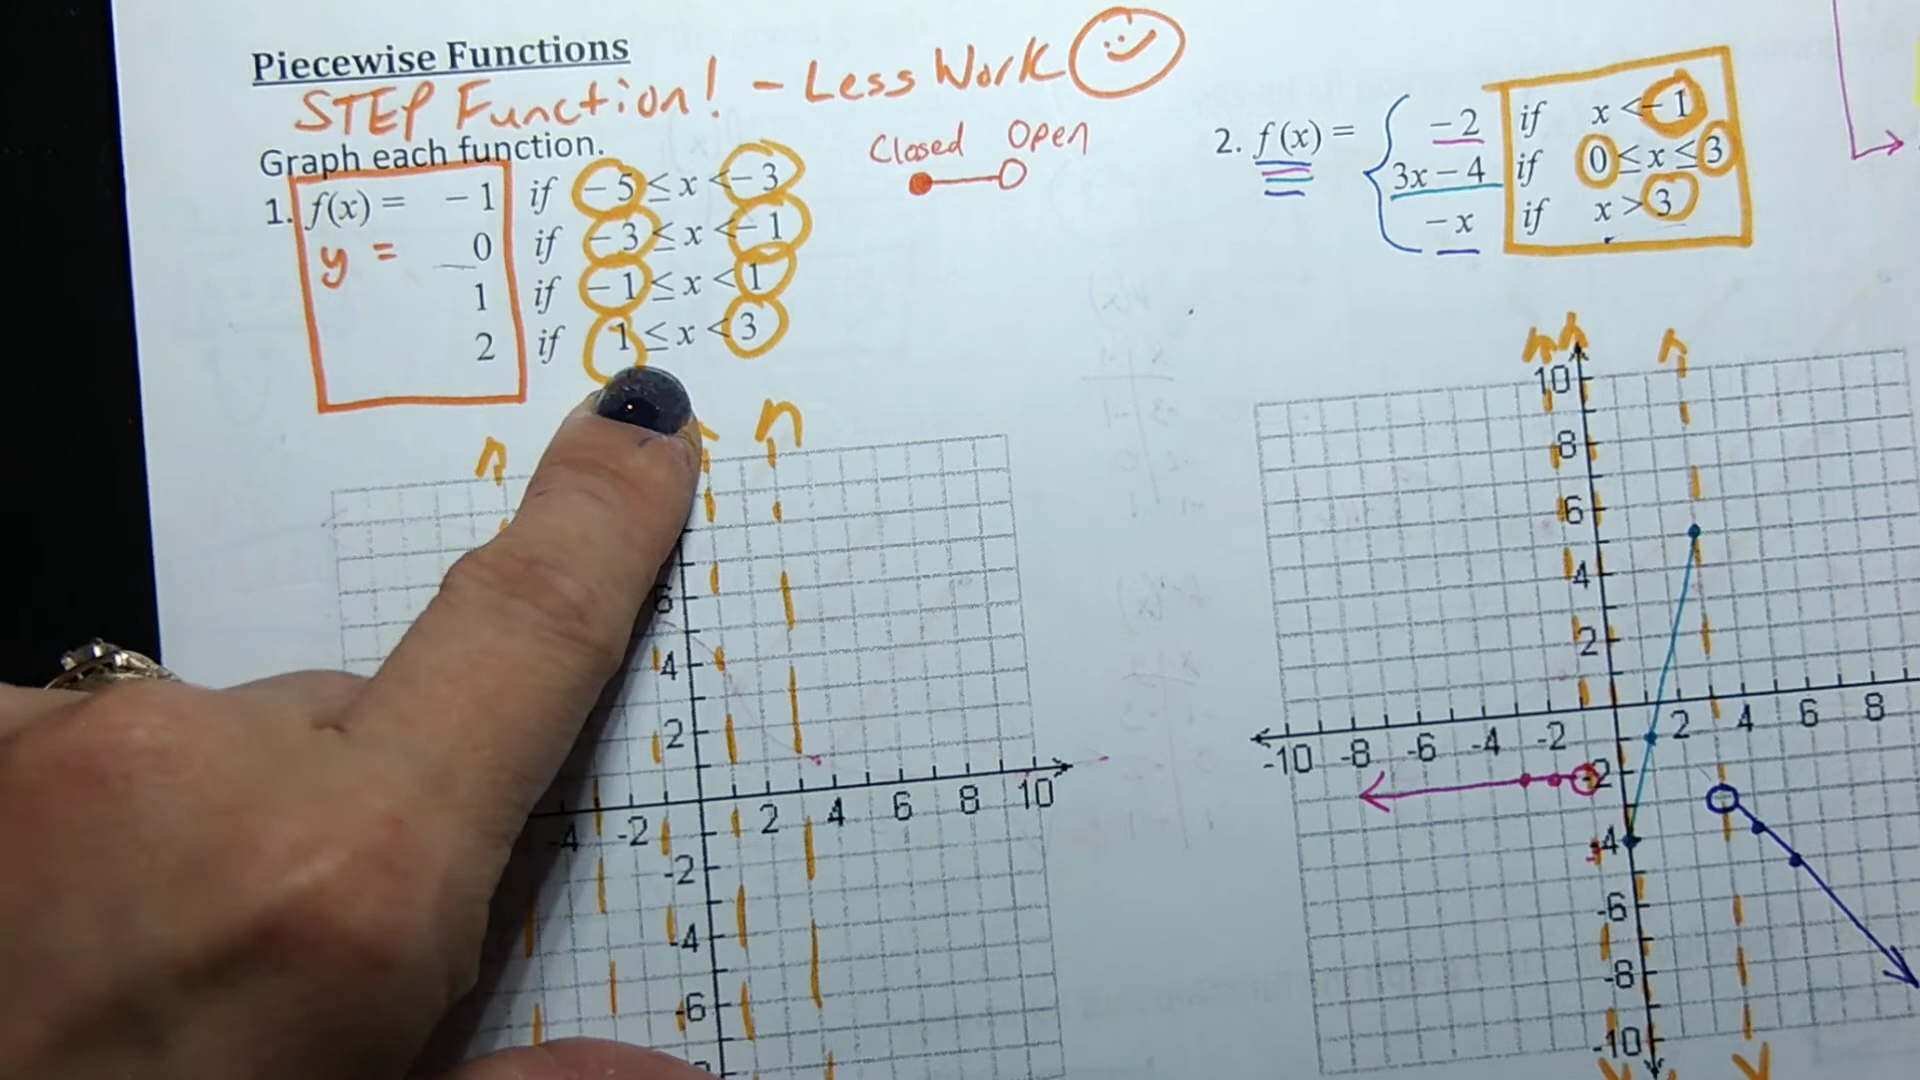 Piecewise Functions
STEP Function! - Less Work
Graph each function.
Closed Open
1. f(x) = -1 if -5 ≤ x < -3
y = 0 if -3 ≤ x < -1
1 if -1 ≤ x < 1
2 if 1 ≤ x < 3
6
4
2
-4 -2 2 4 6 8 10
-2
-4
-6
2. f(x) = -2 if x < -1
3x - 4 if 0 ≤ x ≤ 3
-x if x > 3
10
8
6
4
2
-10 -8 -6 -4 -2 2 4 6 8
-2
-4
-6
-8
-10